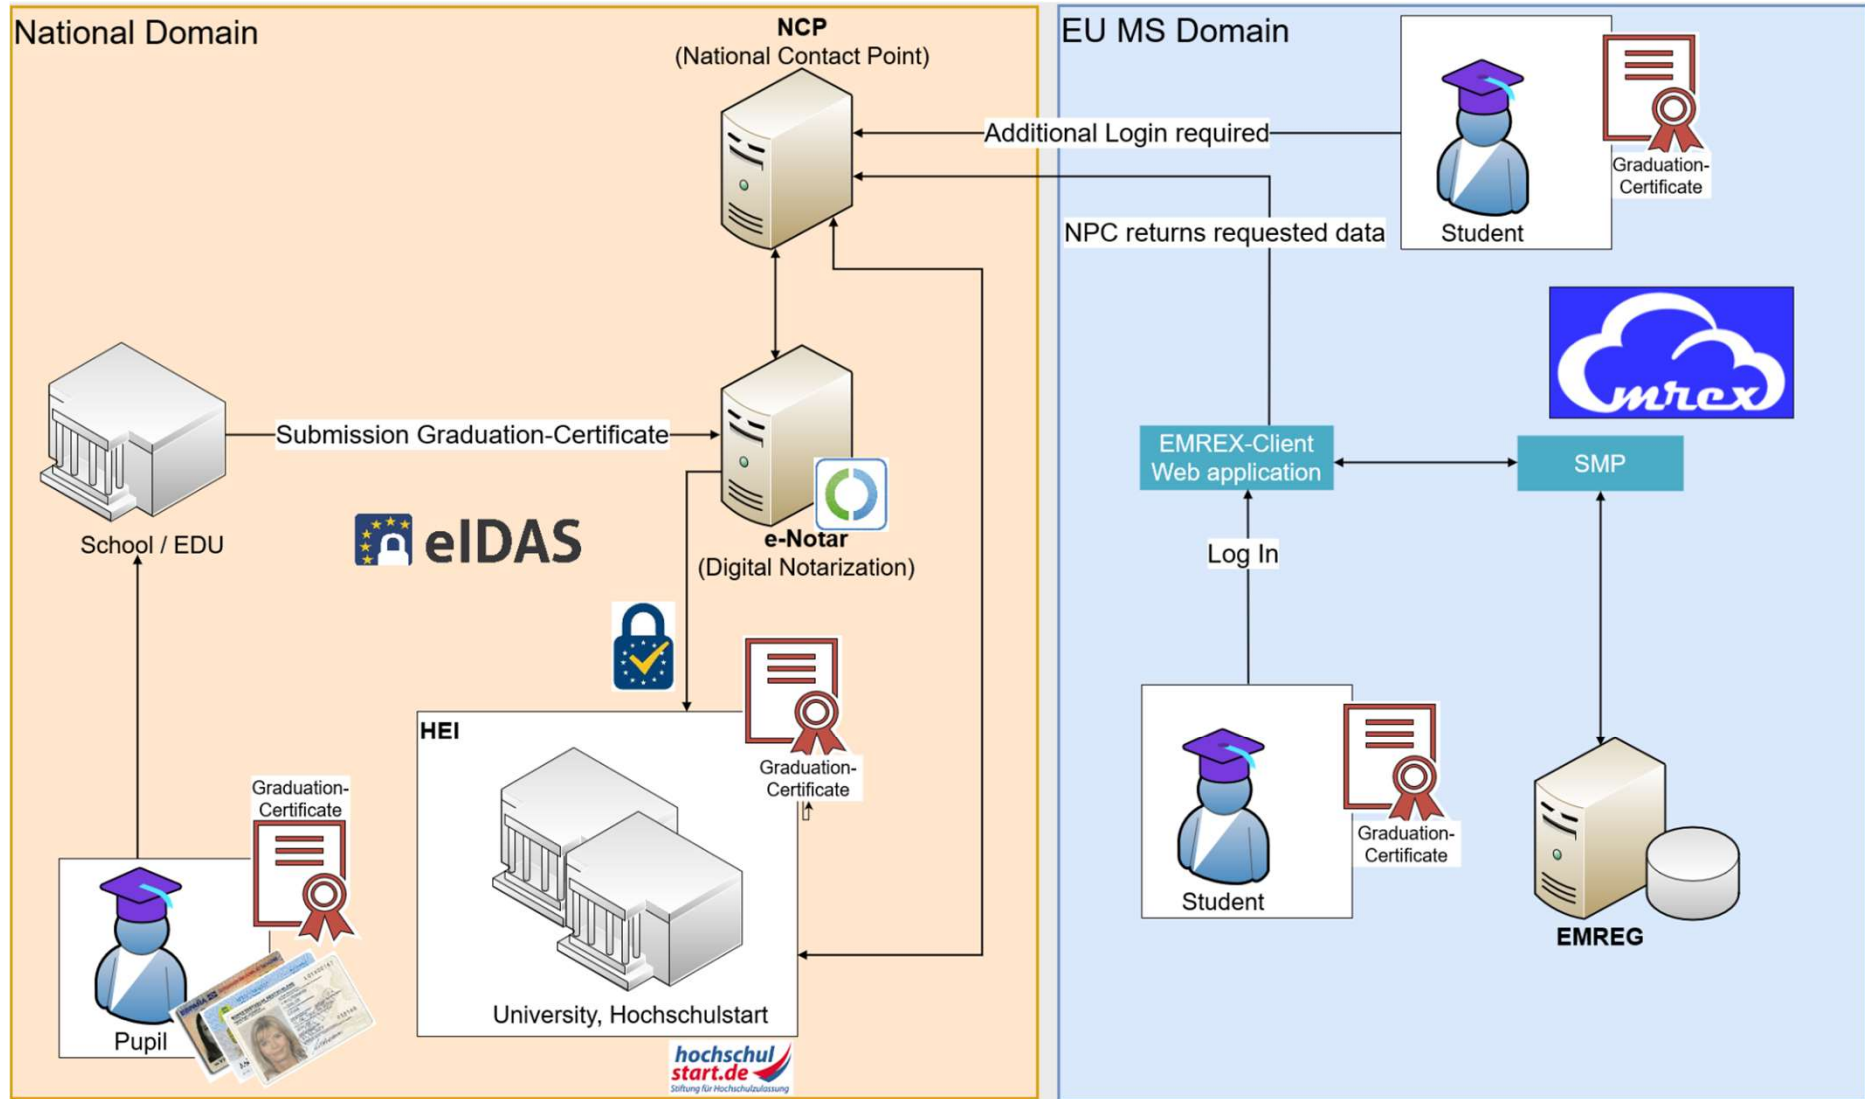 National Domain
NCP
(National Contact Point)
EU MS Domain
Additional Login required
Graduation-
Certificate
Student
NPC returns requested data
mrex
Submission Graduation-Certificate
School / EDU
eIDAS
e-Notar
(Digital Notarization)
EMREX-Client
Web application
SMP
Log In
HEI
Graduation-
Certificate
University, Hochschulstart
hochschul
start.de
Stiftung für Hochschulzulassung
Graduation-
Certificate
Pupil
ESPAÑA
Graduation-
Certificate
Student
EMREG